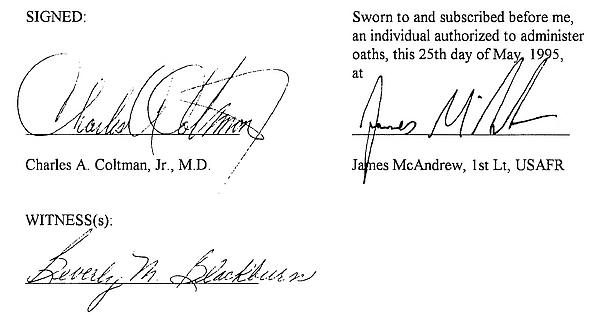 SIGNED:
Charles A Coltman
Charles A. Coltman, Jr., M.D.
WITNESS(s):
Beverly M. Blackburn
Sworn to and subscribed before me,
an individual authorized to administer
oaths, this 25th day of May, 1995,
at
James McAndrew
James McAndrew, 1st Lt, USAFR